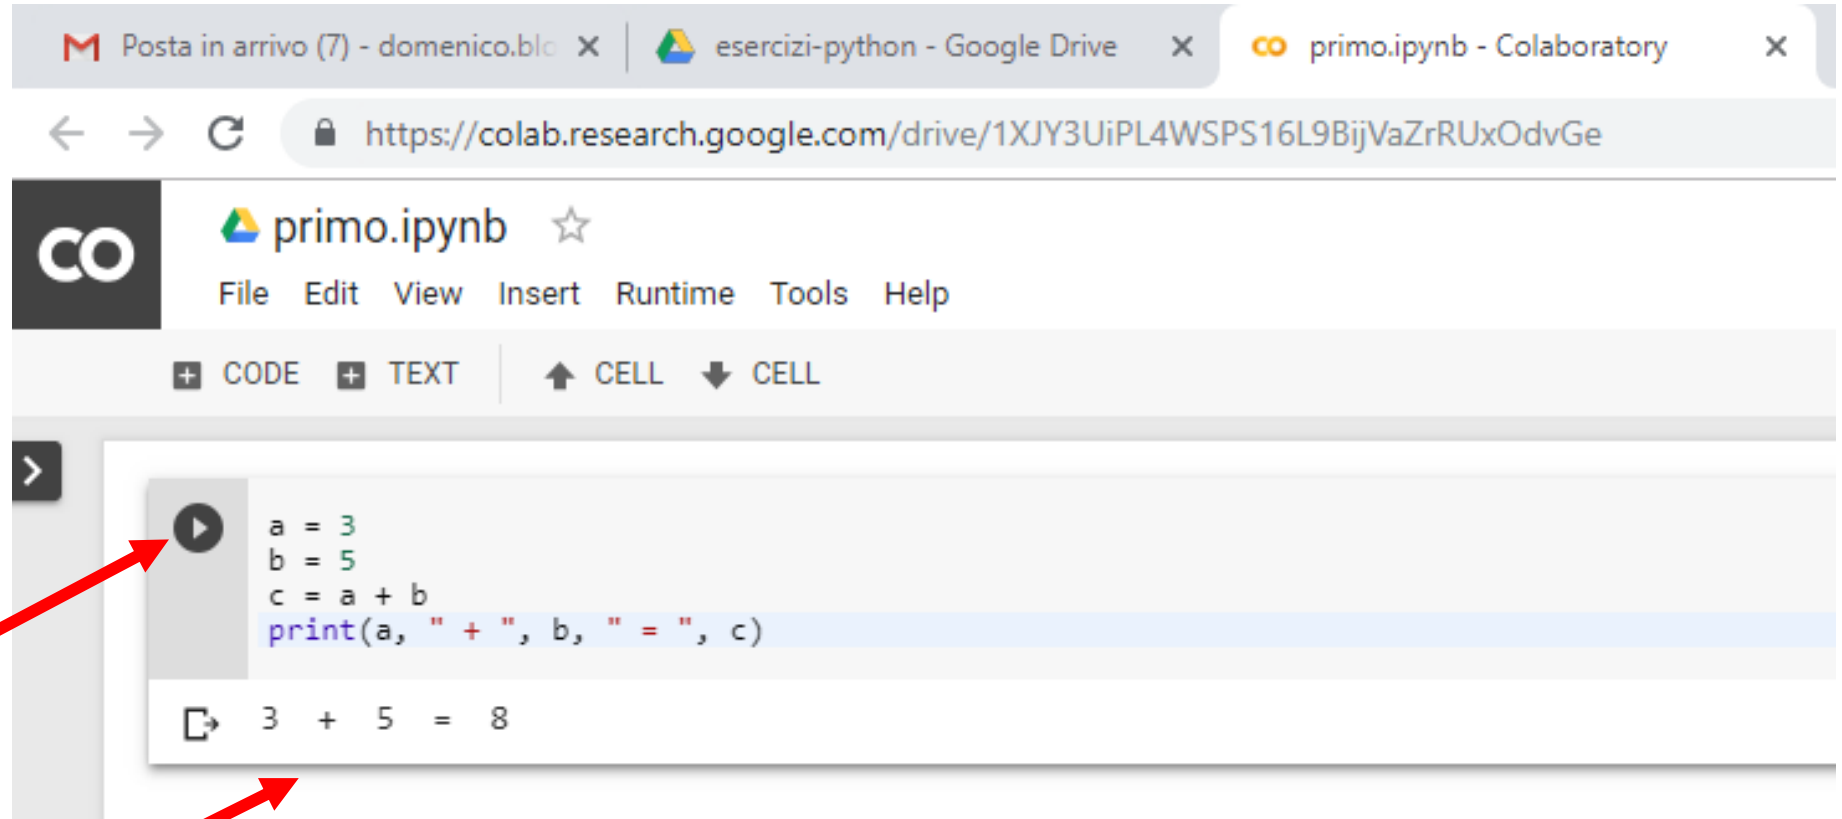 Posta in arrivo (7) - domenico.blo
esercizi-python - Google Drive
primo.ipynb - Colaboratory
https://colab.research.google.com/drive/1XJY3UiPL4WSPS16L9BijVaZrRUxOdvGe
CO
primo.ipynb
File Edit View Insert Runtime Tools Help
CODE TEXT CELL CELL
a = 3
b = 5
c = a + b
print(a, " + ", b, " = ", c)
3  +  5  =  8